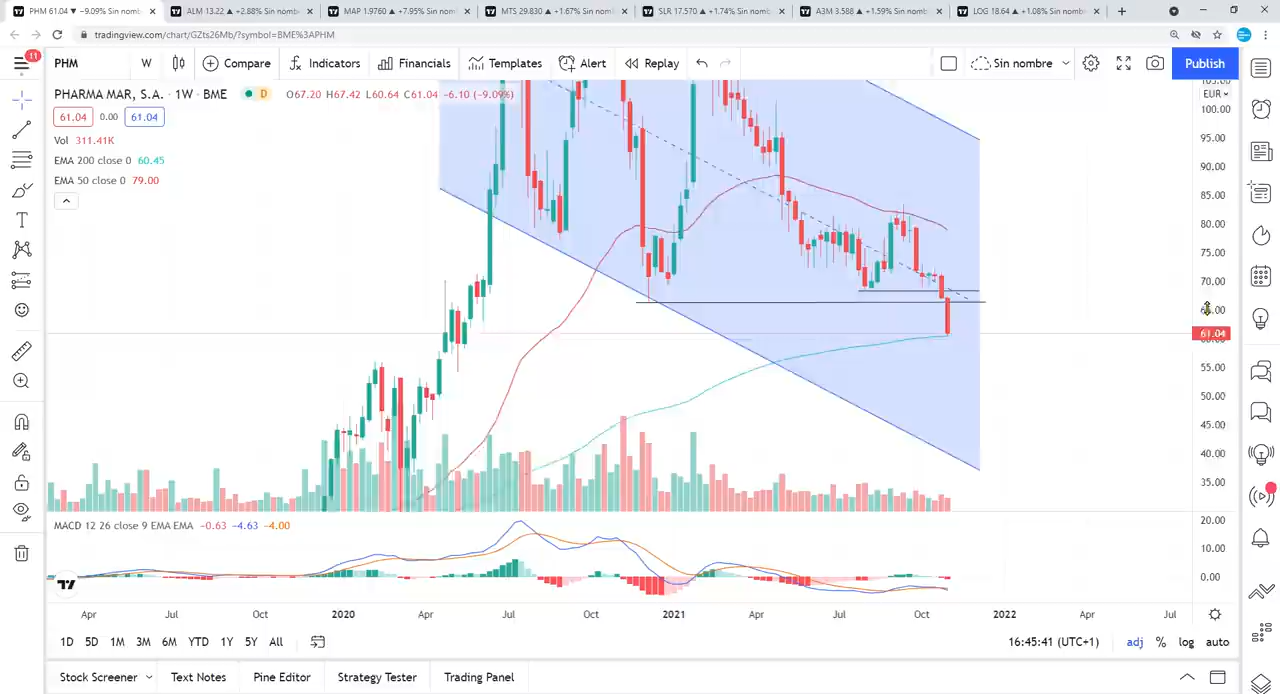 PHM 61.04 ▼ −9.09% Sin nomb
ALM 13.22 ▲ +2.88% Sin nomb
MAP 1.9760 ▲ +7.95% Sin nomb
MTS 29.830 ▲ +1.67% Sin nomb
SLR 17.570 ▲ +1.74% Sin nomb
A3M 3.588 ▲ +1.59% Sin nomb
LOG 18.64 ▲ +1.08% Sin nomb
tradingview.com/chart/GZts26Mb/?symbol=BME%3APHM
11
PHM W Compare Indicators Financials Templates Alert Replay Sin nombre Publish
PHARMA MAR, S.A. · 1W · BME D O67.20 H67.42 L60.64 C61.04 −6.10 (−9.09%)
EUR
61.04 0.00 61.04
Vol 311.41K
EMA 200 close 0 60.45
EMA 50 close 0 79.00
100.00
95.00
90.00
85.00
80.00
75.00
70.00
61.04
55.00
50.00
45.00
40.00
35.00
MACD 12 26 close 9 EMA EMA −0.63 −4.63 −4.00
20.00
10.00
0.00
Apr Jul Oct 2020 Apr Jul Oct 2021 Apr Jul Oct 2022 Apr Jul
1D 5D 1M 3M 6M YTD 1Y 5Y All 16:45:41 (UTC+1) adj % log auto
Stock Screener Text Notes Pine Editor Strategy Tester Trading Panel